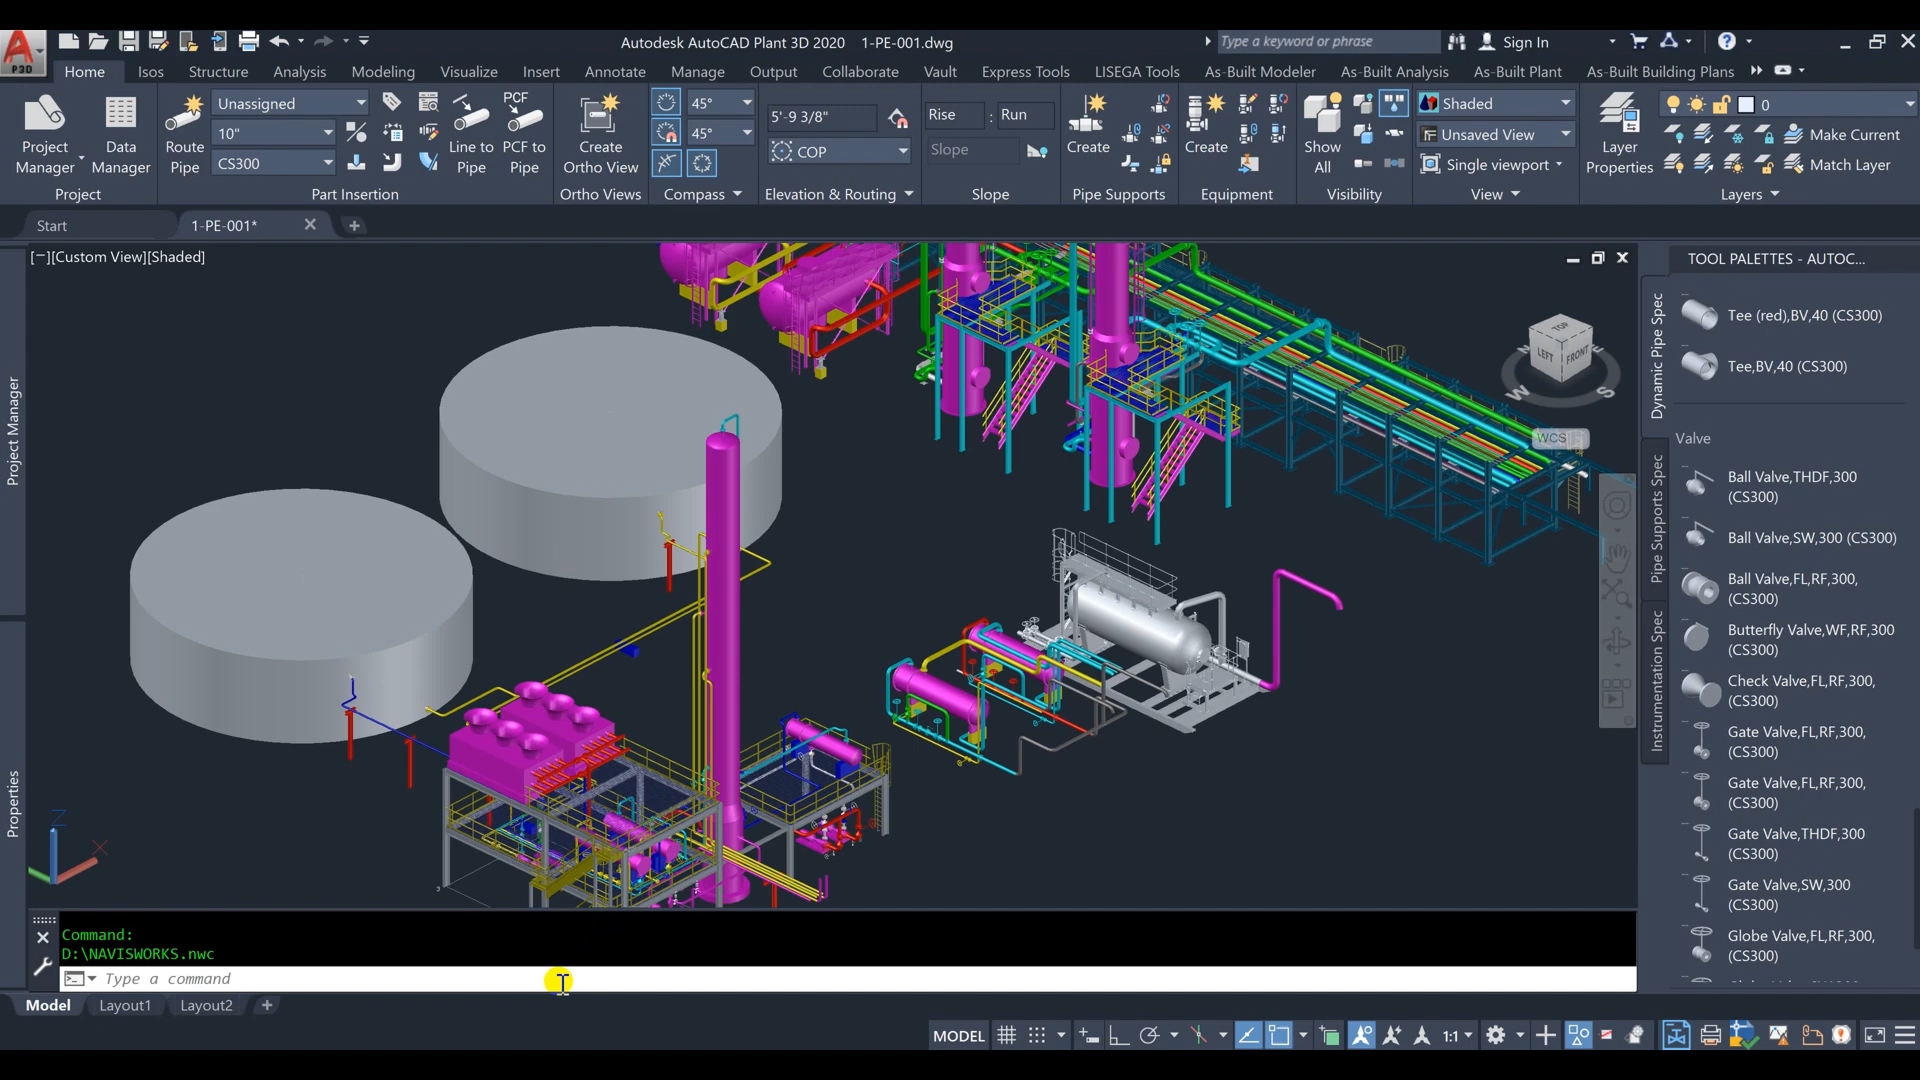 P3D
Autodesk AutoCAD Plant 3D 2020 1-PE-001.dwg
Type a keyword or phrase
Sign In
Home
Isos
Structure
Analysis
Modeling
Visualize
Insert
Annotate
Manage
Output
Collaborate
Vault
Express Tools
LISEGA Tools
As-Built Modeler
As-Built Analysis
As-Built Plant
As-Built Building Plans
Project
Manager
Data
Manager
Project
Route
Pipe
Unassigned
10"
CS300
Line to
Pipe
PCF
PCF to
Pipe
Part Insertion
Create
Ortho View
Ortho Views
45°
45°
Compass
5'-9 3/8"
COP
Elevation & Routing
Rise : Run
Slope
Slope
Create
Pipe Supports
Create
Equipment
Show
All
Visibility
Shaded
Unsaved View
Single viewport
View
Layer
Properties
0
Make Current
Match Layer
Layers
Start
1-PE-001*
[−][Custom View][Shaded]
TOP
LEFT
FRONT
W
S
WCS
Project Manager
Properties
Z
X
TOOL PALETTES - AUTOC...
Dynamic Pipe Spec
Pipe Supports Spec
Instrumentation Spec
Tee (red),BV,40 (CS300)
Tee,BV,40 (CS300)
Valve
Ball Valve,THDF,300
(CS300)
Ball Valve,SW,300 (CS300)
Ball Valve,FL,RF,300,
(CS300)
Butterfly Valve,WF,RF,300
(CS300)
Check Valve,FL,RF,300,
(CS300)
Gate Valve,FL,RF,300,
(CS300)
Gate Valve,FL,RF,300,
(CS300)
Gate Valve,THDF,300
(CS300)
Gate Valve,SW,300
(CS300)
Globe Valve,FL,RF,300,
(CS300)
Command:
D:\NAVISWORKS.nwc
Type a command
Model
Layout1
Layout2
MODEL
1:1